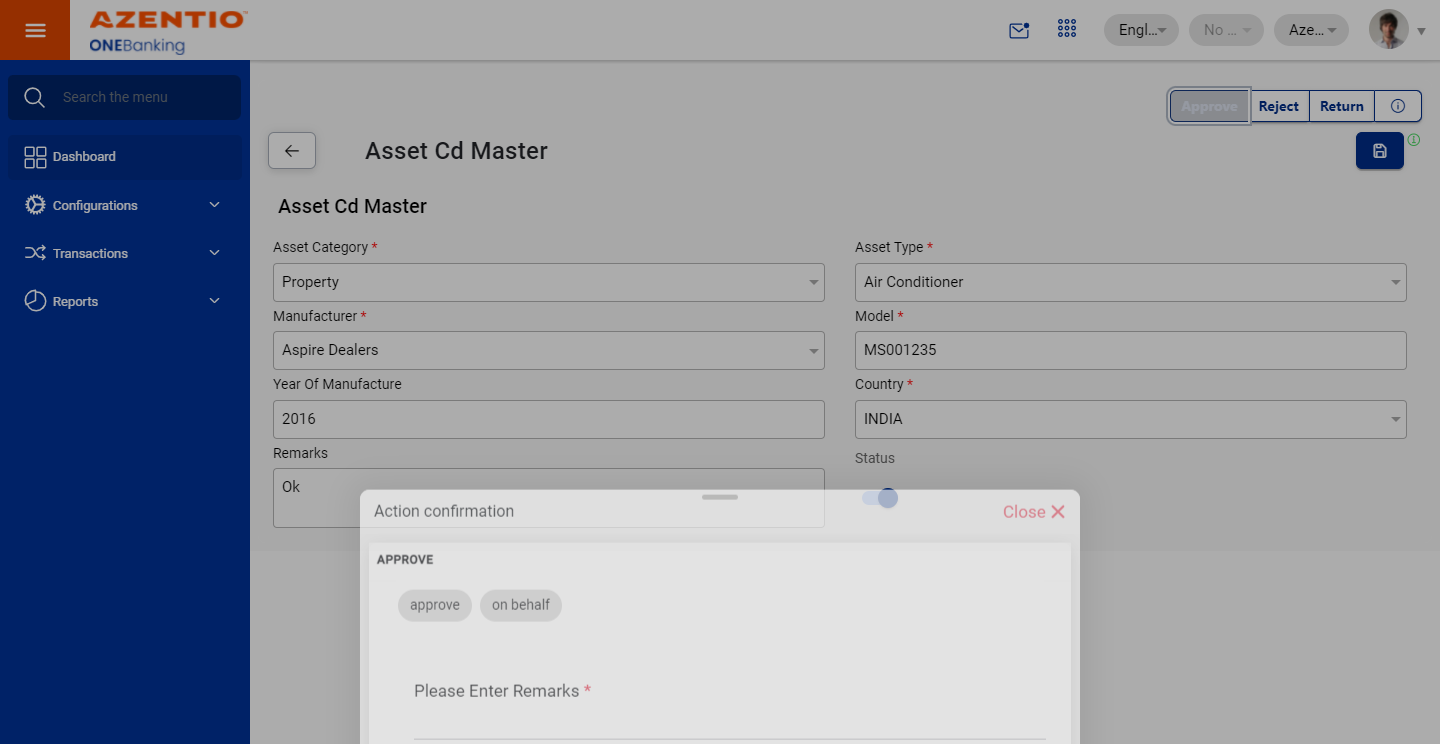 AZENTIO™
ONEBanking
Engl...
No ...
Aze...
Search the menu
Dashboard
Configurations
Transactions
Reports
Approve
Reject
Return
Asset Cd Master
Asset Cd Master
Asset Category *
Property
Asset Type *
Air Conditioner
Manufacturer *
Aspire Dealers
Model *
MS001235
Year Of Manufacture
2016
Country *
INDIA
Remarks
Ok
Status
Action confirmation
Close
APPROVE
approve
on behalf
Please Enter Remarks *